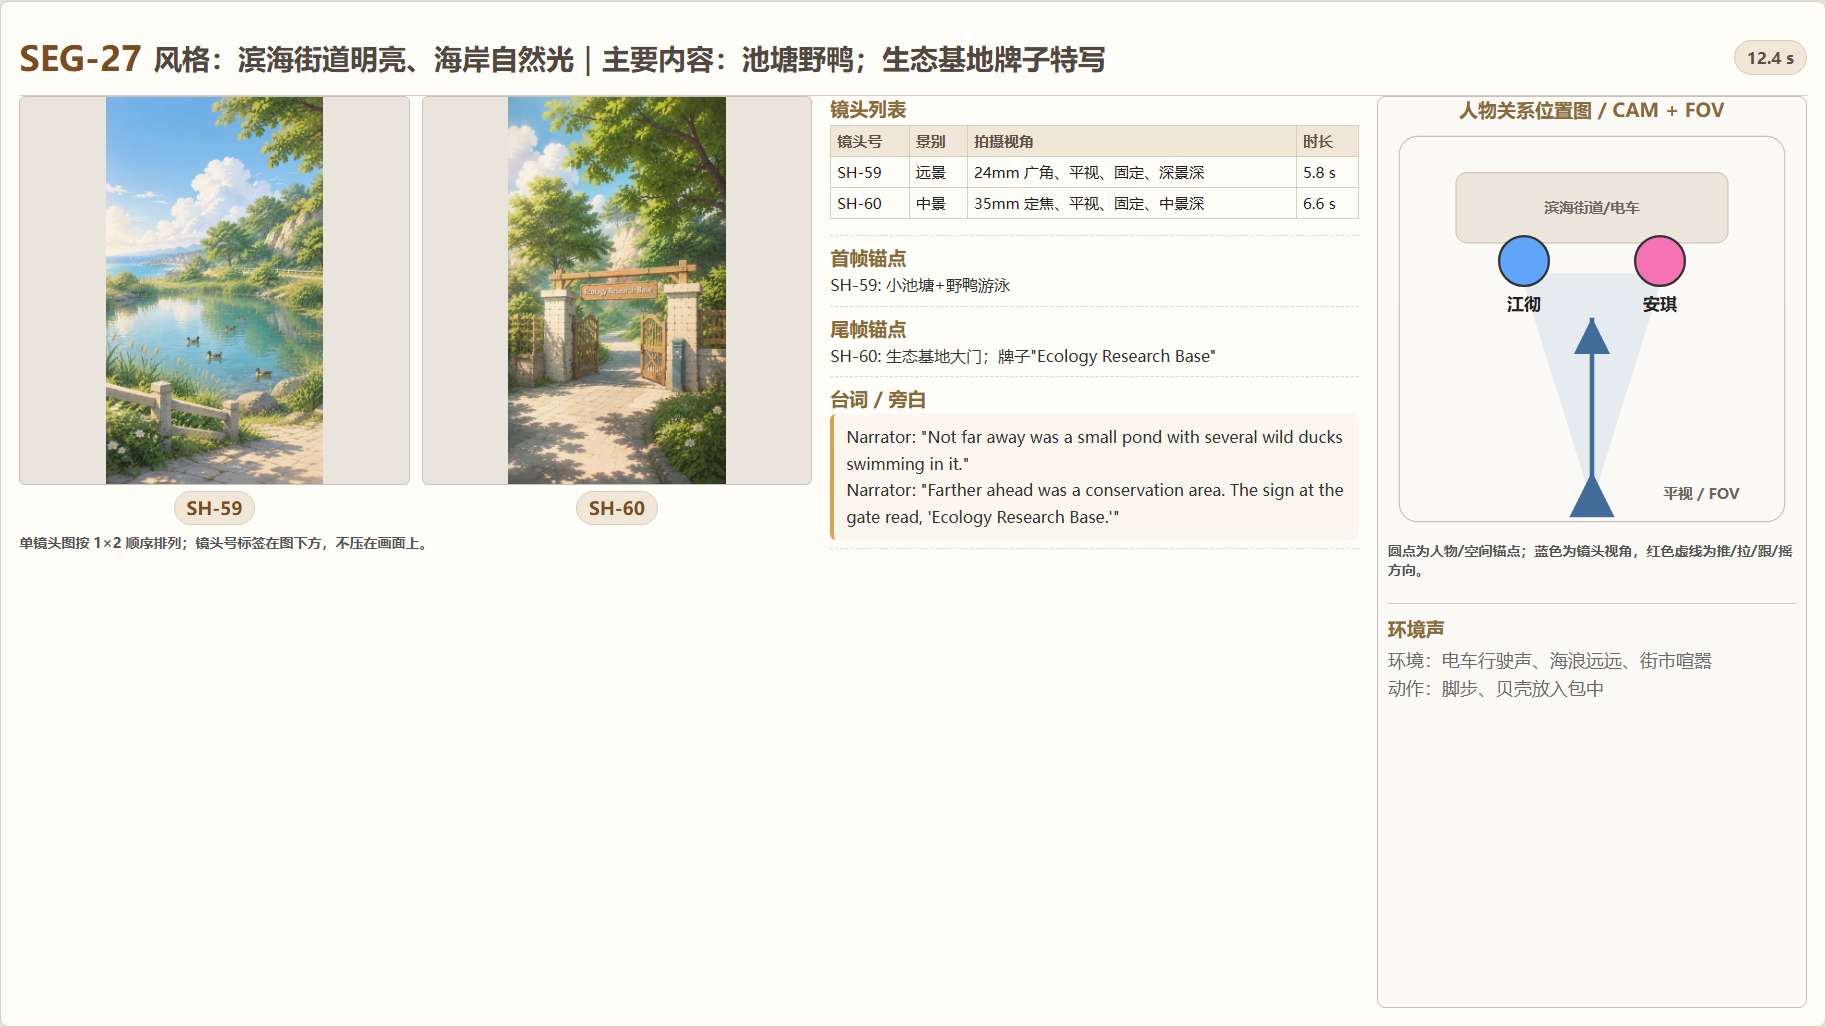 SEG-27 风格：滨海街道明亮、海岸自然光 | 主要内容：池塘野鸭；生态基地牌子特写
12.4 s
Ecology Research Base
SH-59
SH-60
单镜头图按 1×2 顺序排列；镜头号标签在图下方，不压在画面上。
镜头列表
镜头号 景别 拍摄视角 时长
SH-59 远景 24mm 广角、平视、固定、深景深 5.8 s
SH-60 中景 35mm 定焦、平视、固定、中景深 6.6 s
首帧锚点
SH-59: 小池塘+野鸭游泳
尾帧锚点
SH-60: 生态基地大门；牌子"Ecology Research Base"
台词 / 旁白
Narrator: "Not far away was a small pond with several wild ducks
swimming in it."
Narrator: "Farther ahead was a conservation area. The sign at the
gate read, 'Ecology Research Base.'"
人物关系位置图 / CAM + FOV
滨海街道/电车
江彻
安琪
平视 / FOV
圆点为人物/空间锚点；蓝色为镜头视角，红色虚线为推/拉/跟/摇
方向。
环境声
环境：电车行驶声、海浪远远、街市喧嚣
动作：脚步、贝壳放入包中